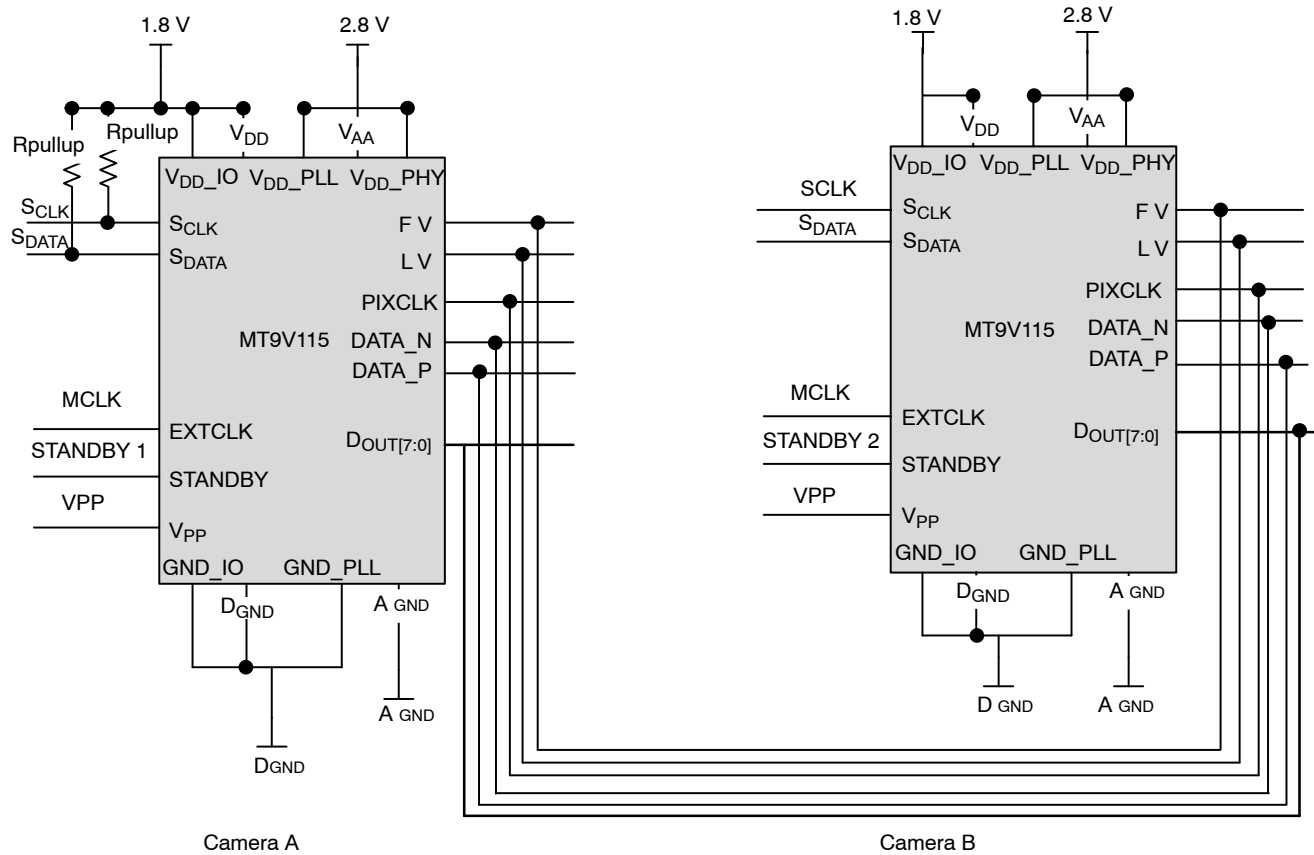 1.8 V
2.8 V
Rpullup
Rpullup
VDD
VAA
VDD_IO
VDD_PLL
VDD_PHY
SCLK
SDATA
SCLK
SDATA
F V
L V
PIXCLK
MT9V115
DATA_N
DATA_P
MCLK
EXTCLK
DOUT[7:0]
STANDBY 1
STANDBY
VPP
VPP
GND_IO
GND_PLL
DGND
A GND
A GND
DGND
Camera A
1.8 V
2.8 V
VDD
VAA
VDD_IO
VDD_PLL
VDD_PHY
SCLK
SDATA
SCLK
SDATA
F V
L V
PIXCLK
MT9V115
DATA_N
DATA_P
MCLK
EXTCLK
DOUT[7:0]
STANDBY 2
STANDBY
VPP
VPP
GND_IO
GND_PLL
DGND
A GND
D GND
A GND
Camera B